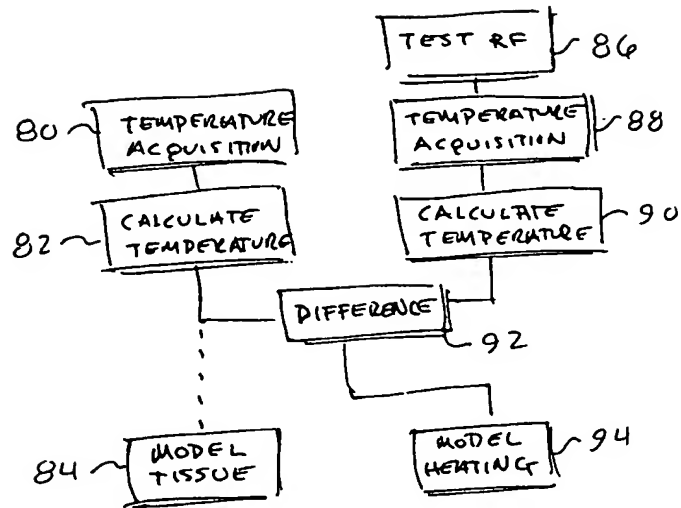 TEST RF
86
80
TEMPERATURE
ACQUISITION
TEMPERATURE
ACQUISITION
88
82
CALCULATE
TEMPERATURE
CALCULATE
TEMPERATURE
90
DIFFERENCE
92
84
MODEL
TISSUE
MODEL
HEATING
94